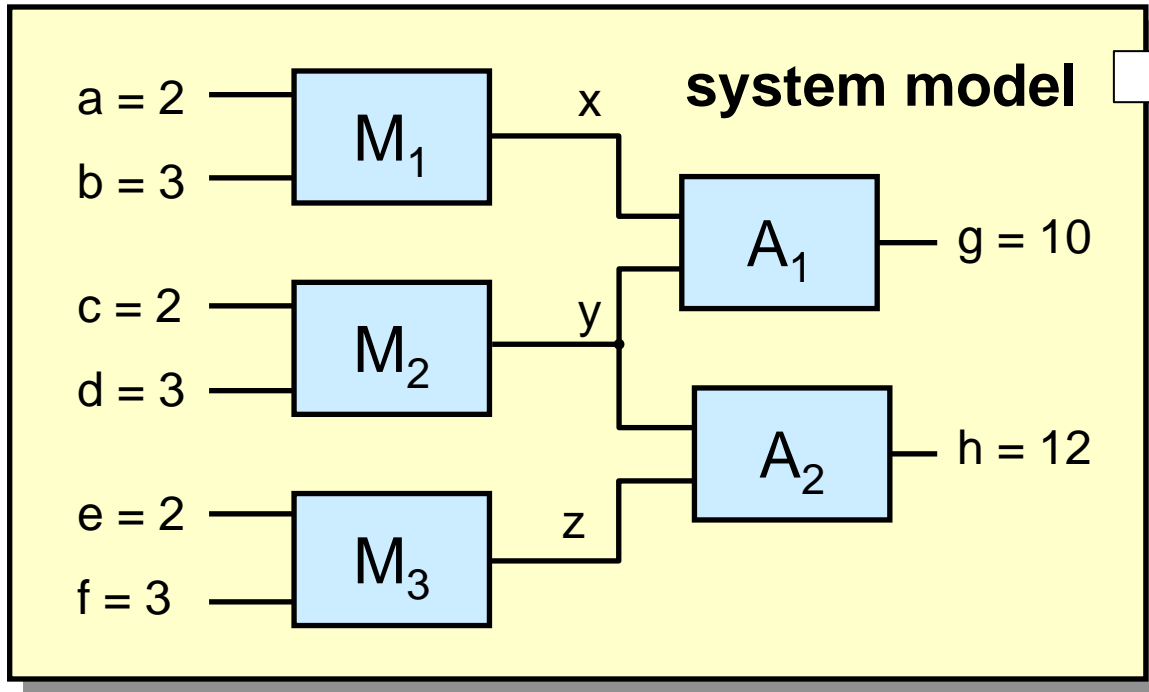 system model
a = 2
b = 3
M₁
x
A₁
g = 10
c = 2
d = 3
M₂
y
A₂
h = 12
e = 2
f = 3
M₃
z